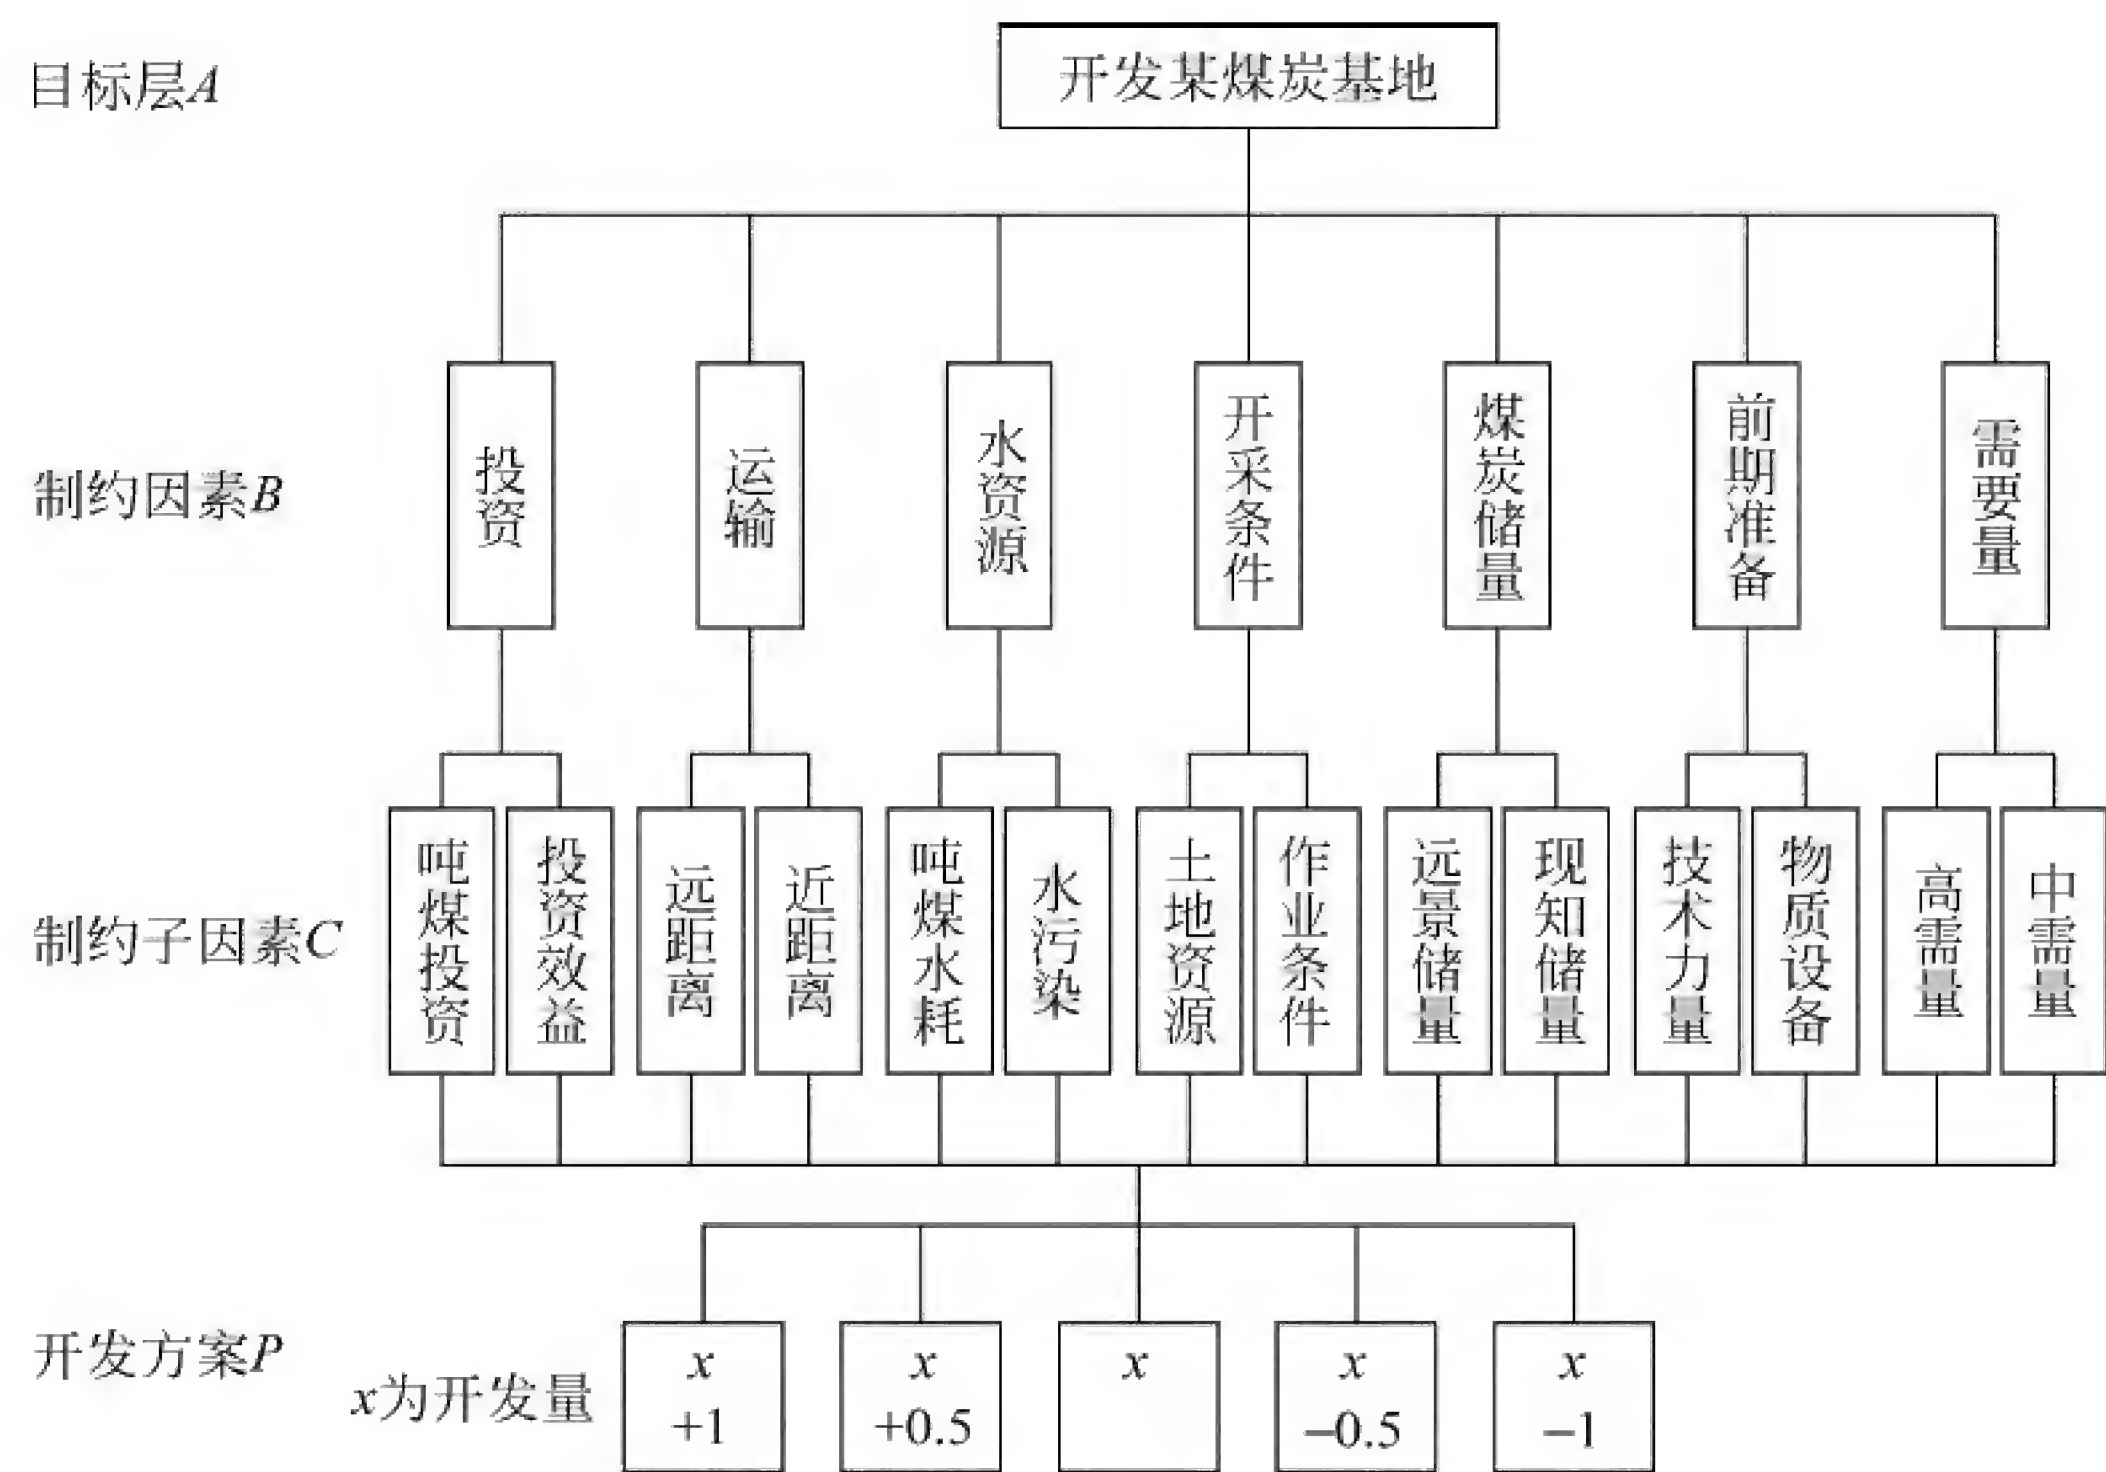 目标层A
开发某煤炭基地
制约因素B
投资
运输
水资源
开采条件
煤炭储量
前期准备
需要量
制约子因素C
吨煤投资
投资效益
远距离
近距离
吨煤水耗
水污染
土地资源
作业条件
远景储量
现知储量
技术力量
物质设备
高需量
中需量
开发方案P
x为开发量
x
+1
x
+0.5
x
x
–0.5
x
–1